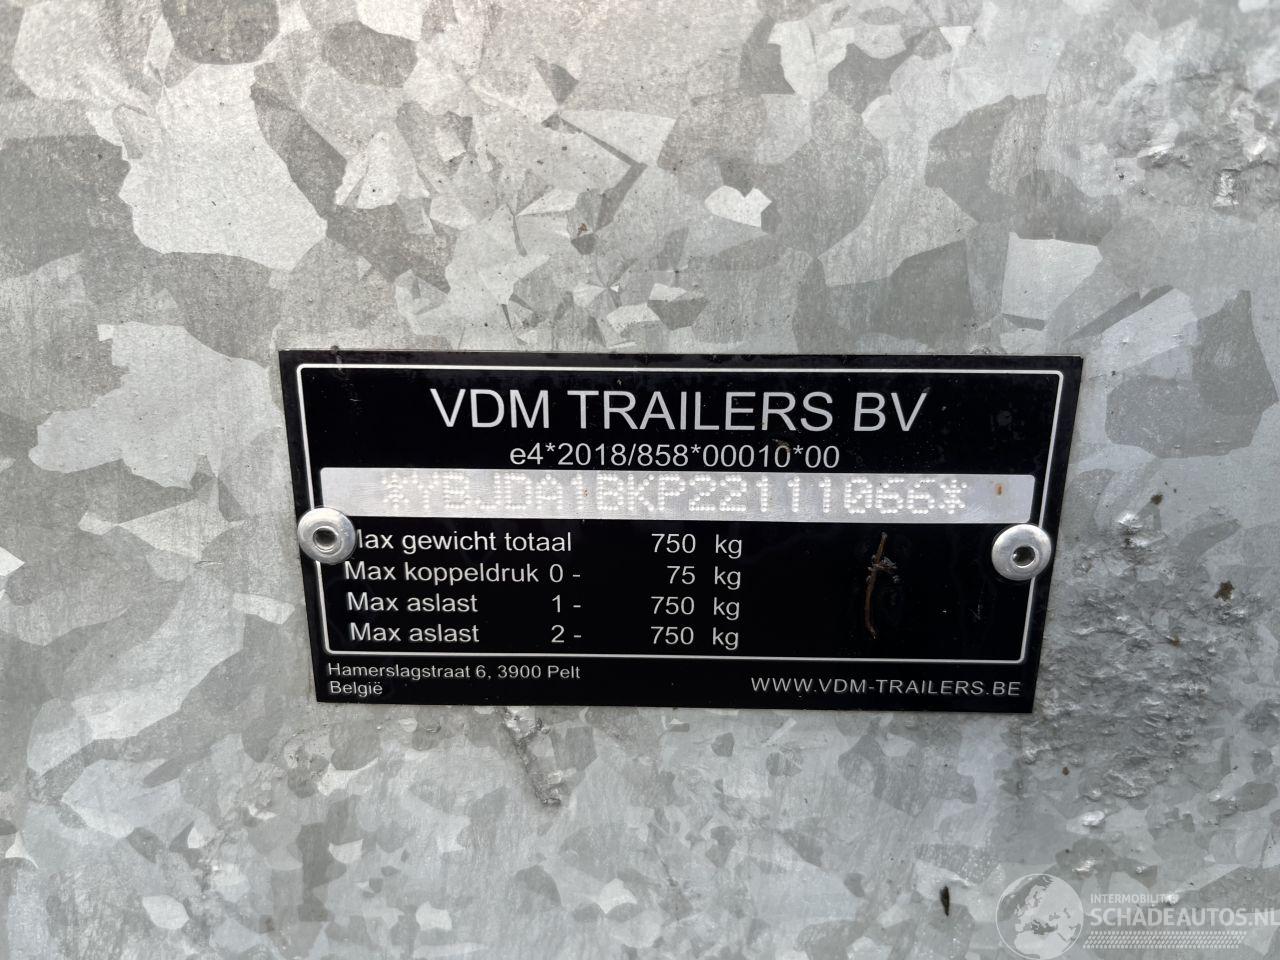 VDM TRAILERS BV
e4*2018/858*00010*00
*YBJDA1BKP22111066*
Max gewicht totaal 750 kg
Max koppeldruk 0 - 75 kg
Max aslast 1 - 750 kg
Max aslast 2 - 750 kg
Hamerslagstraat 6, 3900 Pelt
België
WWW.VDM-TRAILERS.BE
INTERMOBILITAS
SCHADEAUTOS.NL